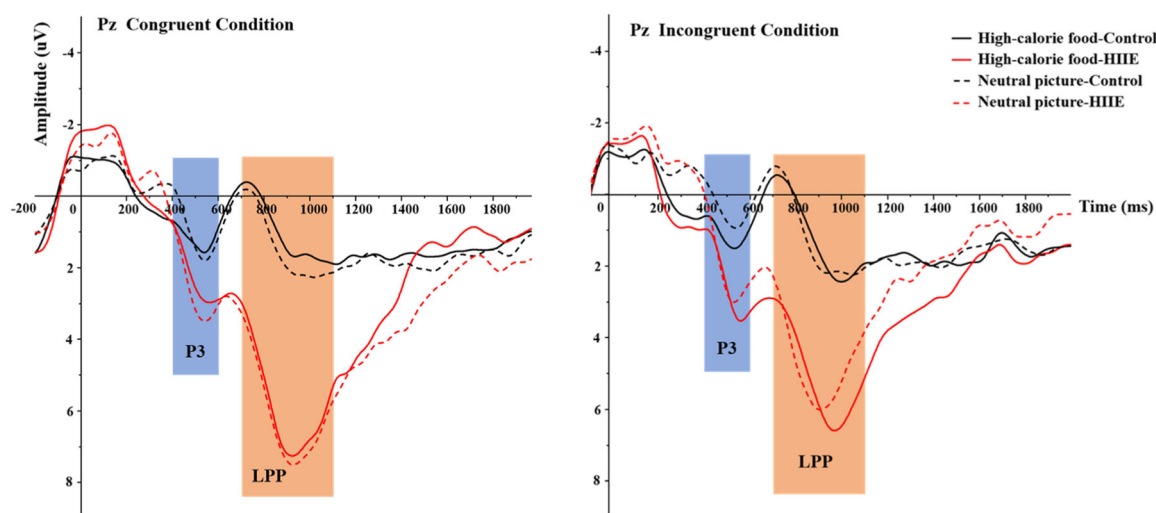 Pz Congruent Condition
Amplitude (uV)
-4
-2
-200 0 200 400 600 800 1000 1200 1400 1600 1800
2
4
6
8
P3
LPP
Pz Incongruent Condition
High-calorie food-Control
High-calorie food-HIIE
Neutral picture-Control
Neutral picture-HIIE
-4
-2
0 200 400 600 800 1000 1200 1400 1600 1800
Time (ms)
2
4
6
8
P3
LPP